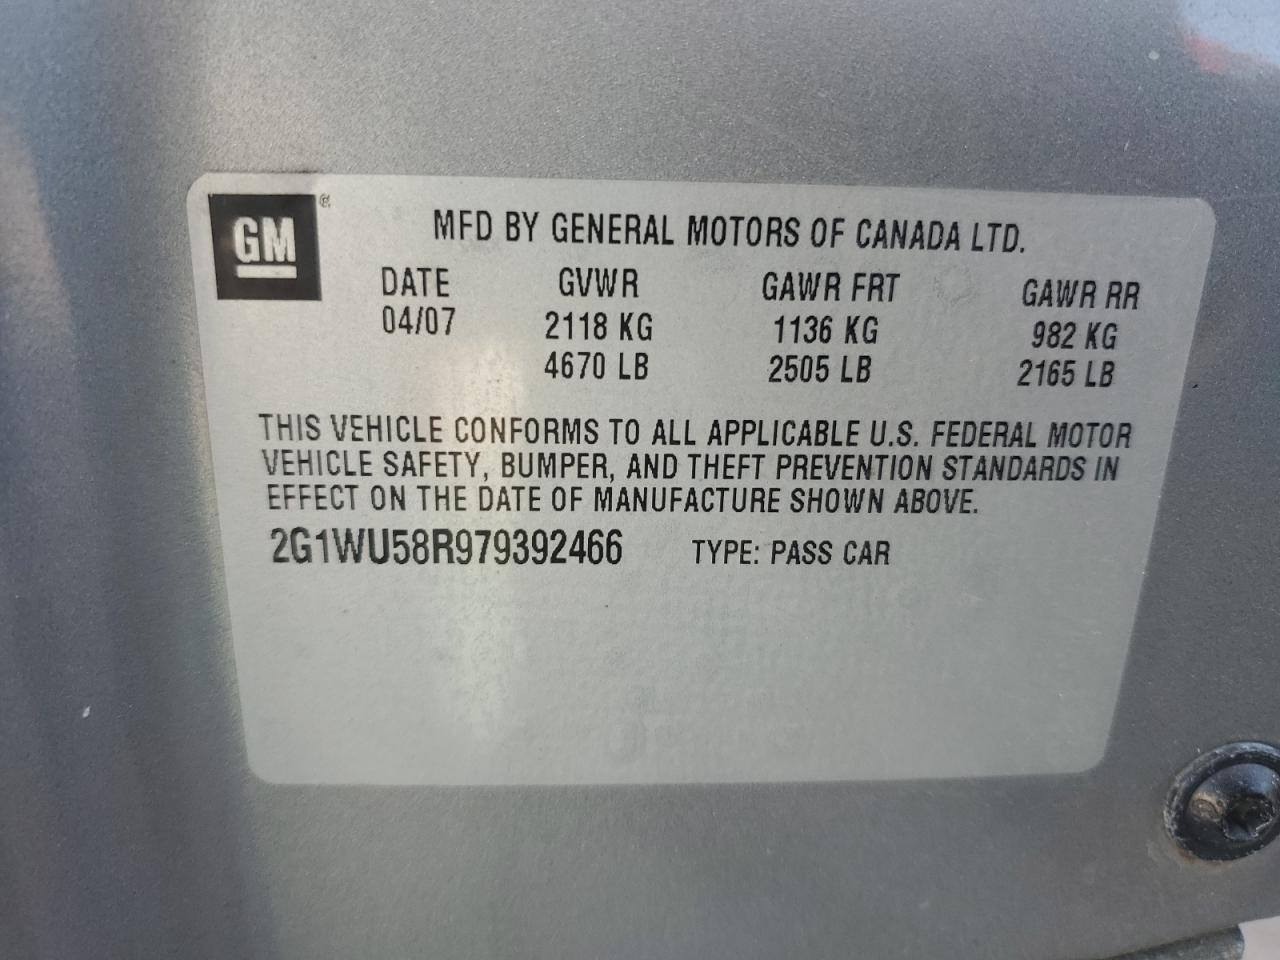 GM®
MFD BY GENERAL MOTORS OF CANADA LTD.
DATE GVWR GAWR FRT GAWR RR
04/07 2118 KG 1136 KG 982 KG
4670 LB 2505 LB 2165 LB
THIS VEHICLE CONFORMS TO ALL APPLICABLE U.S. FEDERAL MOTOR
VEHICLE SAFETY, BUMPER, AND THEFT PREVENTION STANDARDS IN
EFFECT ON THE DATE OF MANUFACTURE SHOWN ABOVE.
2G1WU58R979392466 TYPE: PASS CAR